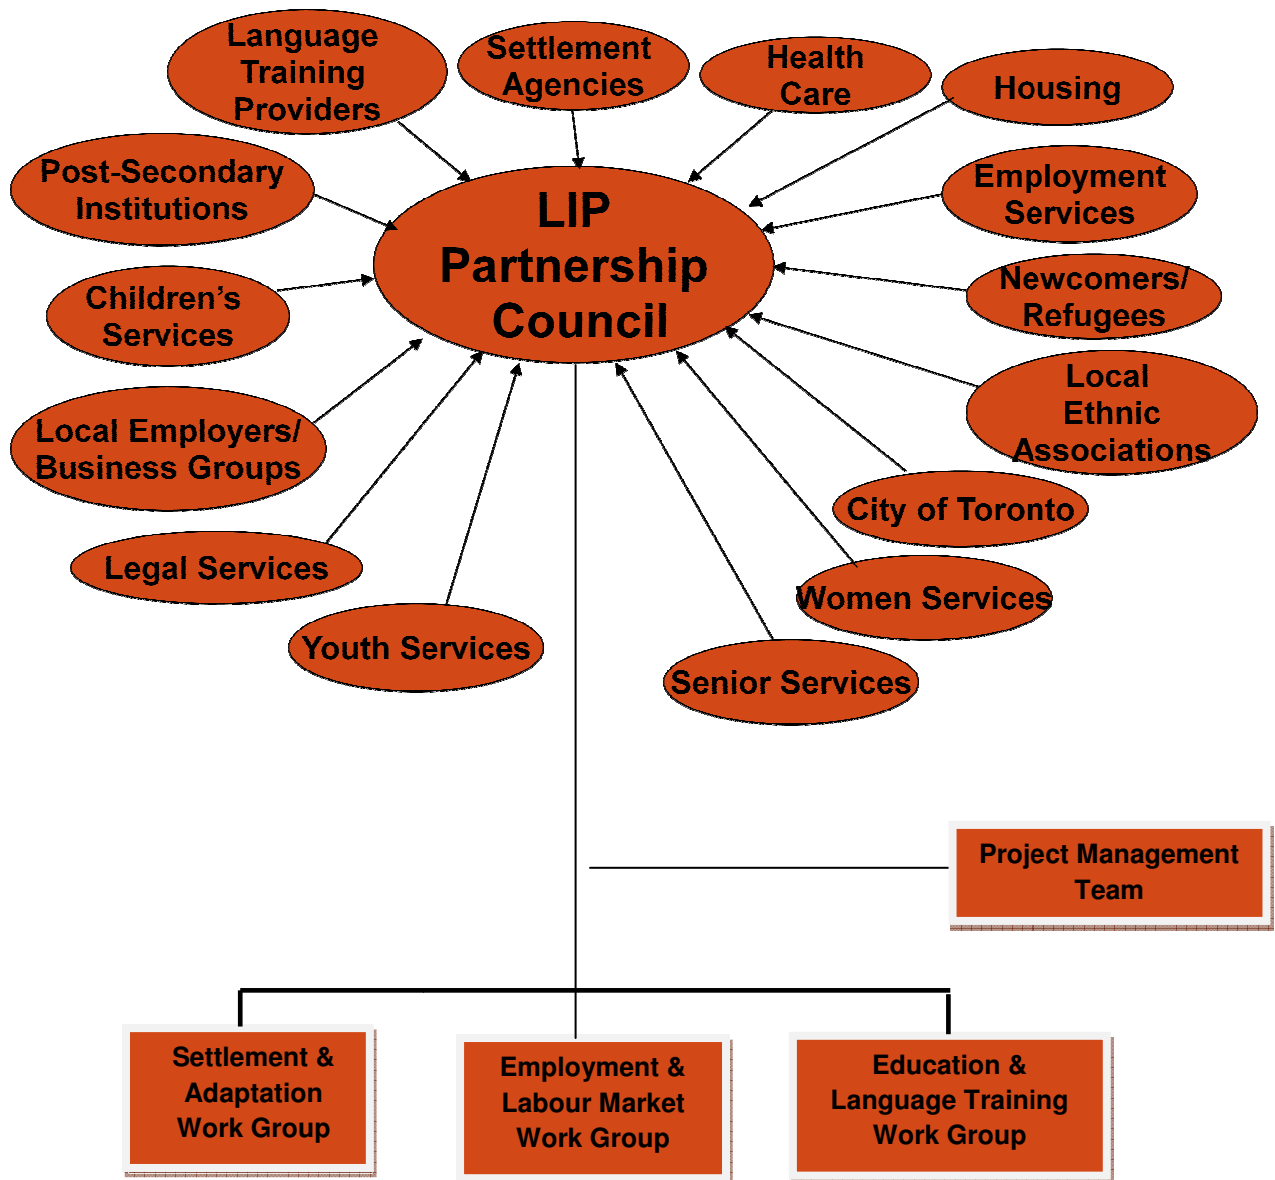 Language
Training
Providers
Settlement
Agencies
Health
Care
Housing
Post-Secondary
Institutions
LIP
Partnership
Council
Employment
Services
Children's
Services
Newcomers/
Refugees
Local
Ethnic
Associations
Local Employers/
Business Groups
City of Toronto
Legal Services
Women Services
Youth Services
Senior Services
Project Management
Team
Settlement &
Adaptation
Work Group
Employment &
Labour Market
Work Group
Education &
Language Training
Work Group